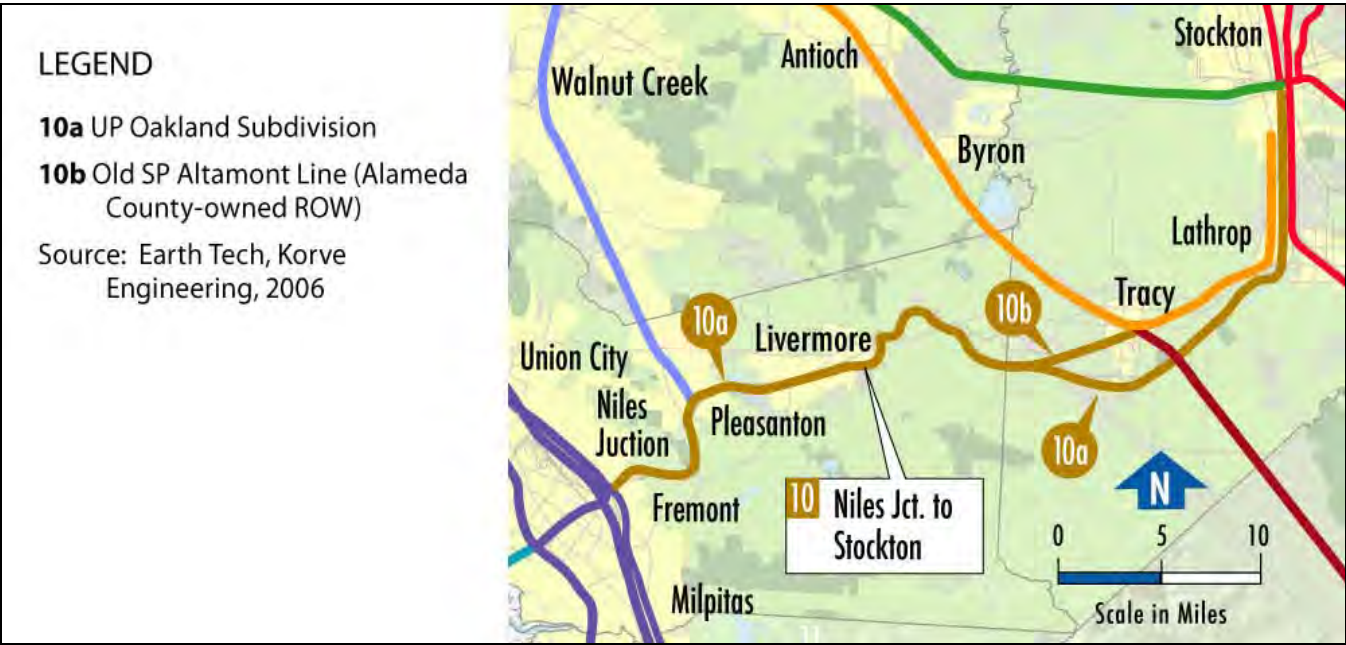 LEGEND
10a UP Oakland Subdivision
10b Old SP Altamont Line (Alameda
County-owned ROW)
Source: Earth Tech, Korve
Engineering, 2006
Stockton
Antioch
Walnut Creek
Byron
Lathrop
Tracy
10b
10a
Livermore
Union City
Niles
Juction
Pleasanton
10a
Fremont
10 Niles Jct. to
Stockton
N
0 5 10
Scale in Miles
Milpitas